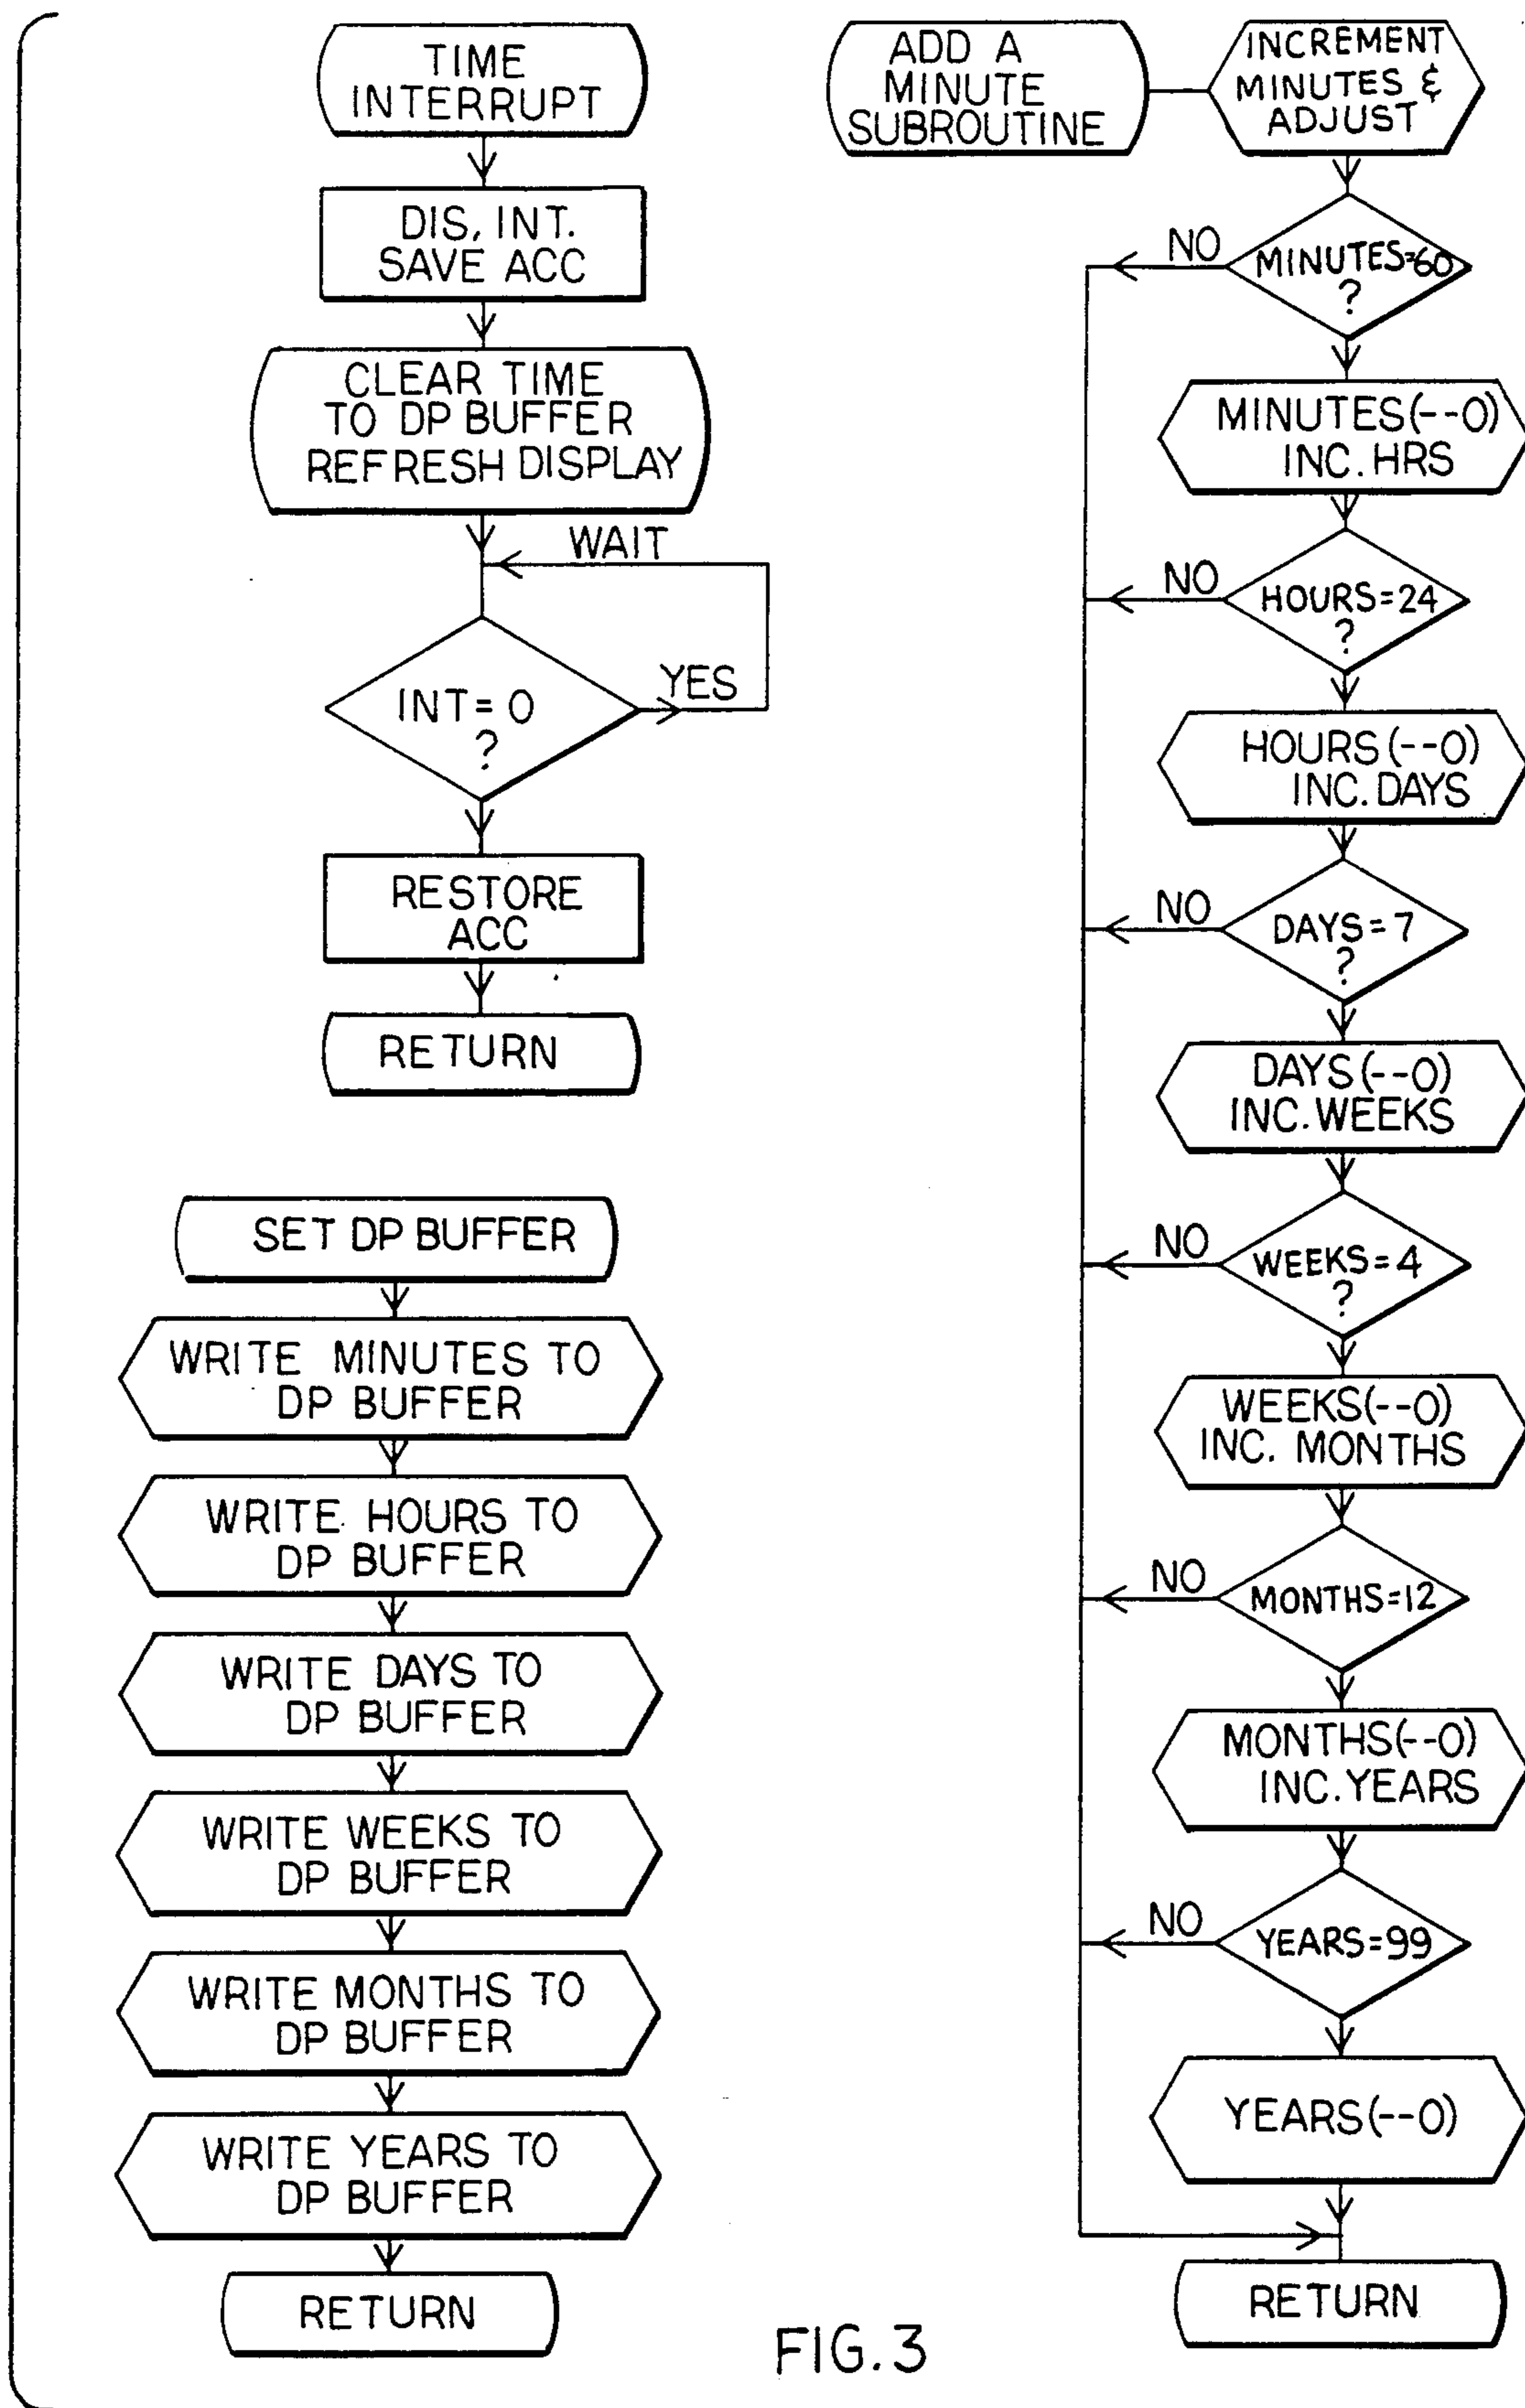 TIME
INTERRUPT
DIS, INT.
SAVE ACC
CLEAR TIME
TO DP BUFFER
REFRESH DISPLAY
WAIT
INT = 0
?
YES
RESTORE
ACC
RETURN
SET DP BUFFER
WRITE MINUTES TO
DP BUFFER
WRITE HOURS TO
DP BUFFER
WRITE DAYS TO
DP BUFFER
WRITE WEEKS TO
DP BUFFER
WRITE MONTHS TO
DP BUFFER
WRITE YEARS TO
DP BUFFER
RETURN
ADD A
MINUTE
SUBROUTINE
INCREMENT
MINUTES &
ADJUST
NO
MINUTES=60
?
MINUTES(--0)
INC. HRS
NO
HOURS=24
?
HOURS(--0)
INC. DAYS
NO
DAYS=7
?
DAYS(--0)
INC. WEEKS
NO
WEEKS=4
?
WEEKS(--0)
INC. MONTHS
NO
MONTHS=12
MONTHS(--0)
INC. YEARS
NO
YEARS=99
YEARS(--0)
RETURN
FIG. 3